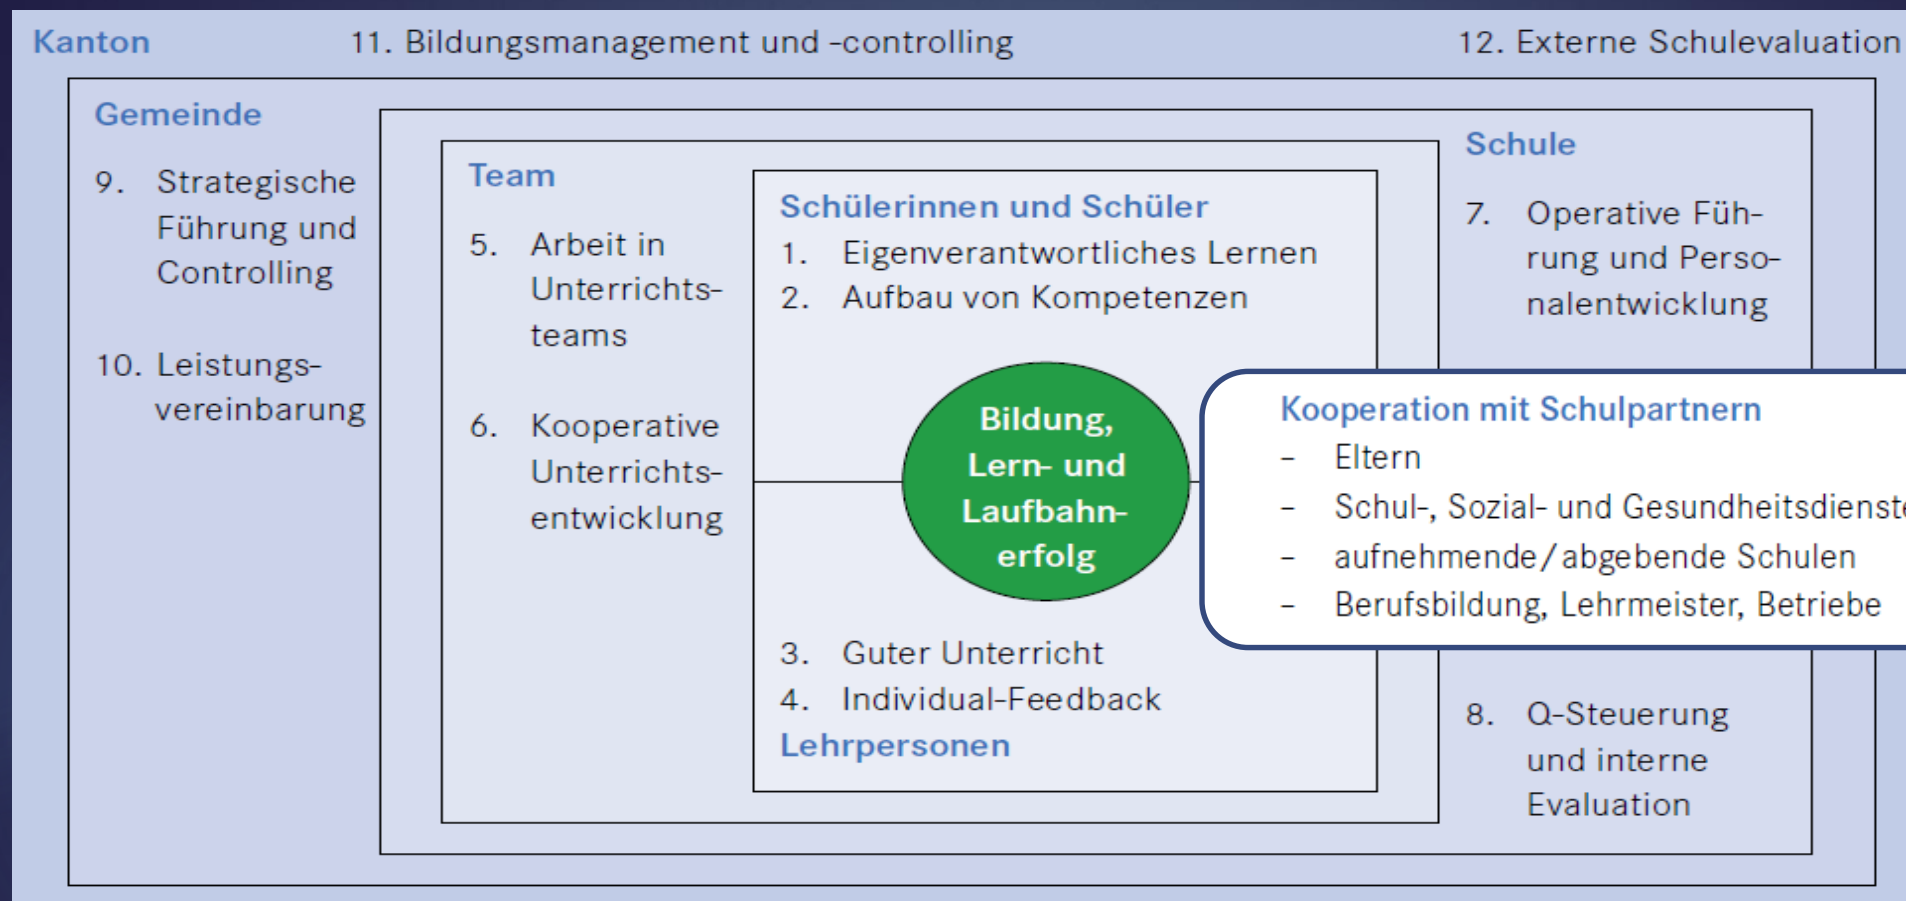 Kanton
11. Bildungsmanagement und -controlling
12. Externe Schulevaluation
Gemeinde
9. Strategische
Führung und
Controlling
10. Leistungs-
vereinbarung
Team
5. Arbeit in
Unterrichts-
teams
6. Kooperative
Unterrichts-
entwicklung
Schülerinnen und Schüler
1. Eigenverantwortliches Lernen
2. Aufbau von Kompetenzen
Bildung,
Lern- und
Laufbahn-
erfolg
3. Guter Unterricht
4. Individual-Feedback
Lehrpersonen
Schule
7. Operative Füh-
rung und Perso-
nalentwicklung
Kooperation mit Schulpartnern
- Eltern
- Schul-, Sozial- und Gesundheitsdienste
- aufnehmende/abgebende Schulen
- Berufsbildung, Lehrmeister, Betriebe
8. Q-Steuerung
und interne
Evaluation